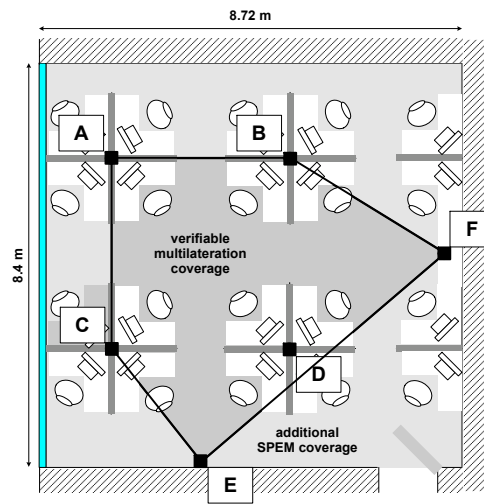 8.72 m
A
B
F
8.4 m
verifiable
multilateration
coverage
C
D
additional
SPEM coverage
E